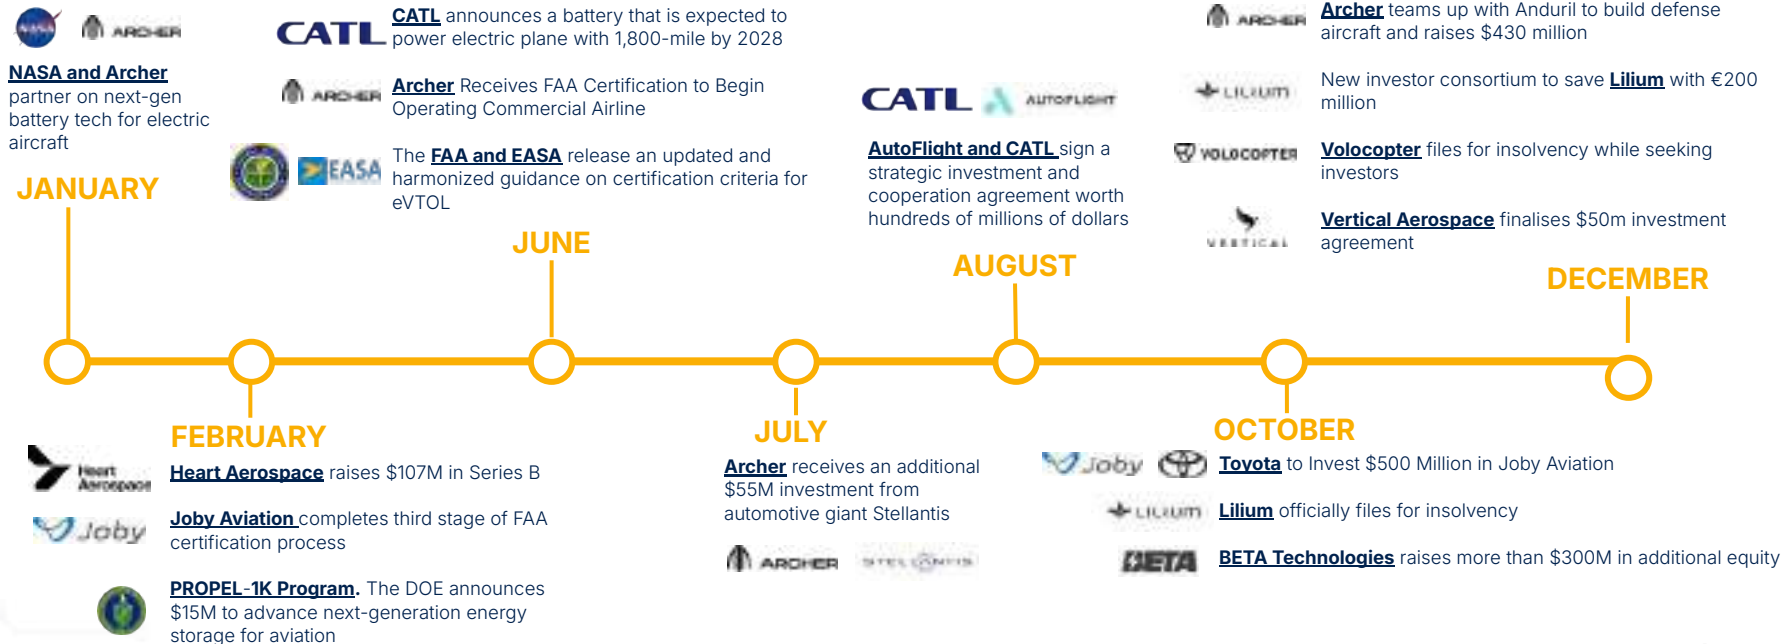 NASA
ARCHER
NASA and Archer
partner on next-gen
battery tech for electric
aircraft
JANUARY
CATL
CATL announces a battery that is expected to
power electric plane with 1,800-mile by 2028
ARCHER
Archer Receives FAA Certification to Begin
Operating Commercial Airline
EASA
The FAA and EASA release an updated and
harmonized guidance on certification criteria for
eVTOL
JUNE
CATL
AUTOFLIGHT
AutoFlight and CATL sign a
strategic investment and
cooperation agreement worth
hundreds of millions of dollars
AUGUST
ARCHER
Archer teams up with Anduril to build defense
aircraft and raises $430 million
LILIUM
New investor consortium to save Lilium with €200
million
VOLOCOPTER
Volocopter files for insolvency while seeking
investors
VERTICAL
Vertical Aerospace finalises $50m investment
agreement
DECEMBER
FEBRUARY
Heart
Aerospace
Heart Aerospace raises $107M in Series B
Joby
Joby Aviation completes third stage of FAA
certification process
PROPEL-1K Program. The DOE announces
$15M to advance next-generation energy
storage for aviation
JULY
Archer receives an additional
$55M investment from
automotive giant Stellantis
ARCHER
STELLANTIS
OCTOBER
Joby
Toyota to Invest $500 Million in Joby Aviation
LILIUM
Lilium officially files for insolvency
BETA
BETA Technologies raises more than $300M in additional equity